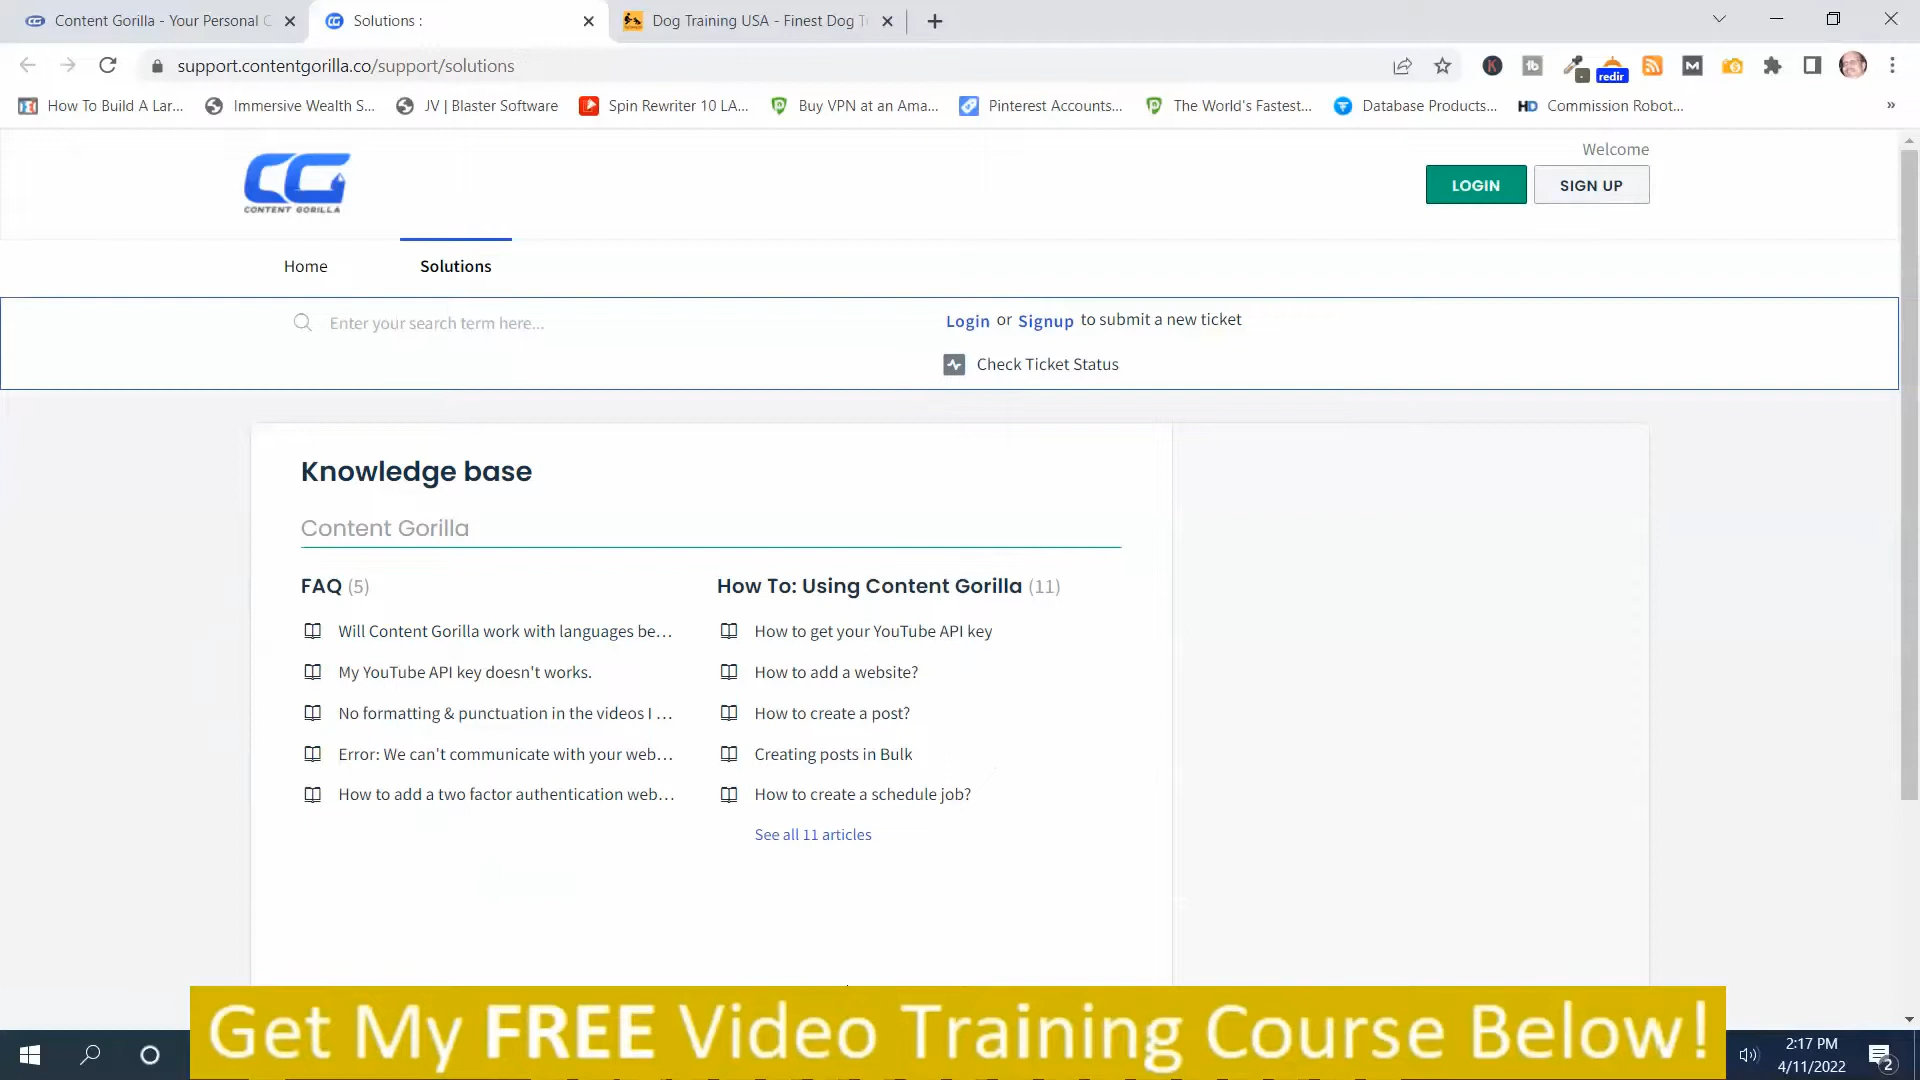 Content Gorilla - Your Personal C
Solutions :
Dog Training USA - Finest Dog T
support.contentgorilla.co/support/solutions
redir
How To Build A Lar...
Immersive Wealth S...
JV | Blaster Software
Spin Rewriter 10 LA...
Buy VPN at an Ama...
Pinterest Accounts...
The World's Fastest...
Database Products...
HD Commission Robot...
»
CG
CONTENT GORILLA
Welcome
LOGIN
SIGN UP
Home
Solutions
Enter your search term here...
Login or Signup to submit a new ticket
Check Ticket Status
Knowledge base
Content Gorilla
FAQ (5)
Will Content Gorilla work with languages be...
My YouTube API key doesn't works.
No formatting & punctuation in the videos I ...
Error: We can't communicate with your web...
How to add a two factor authentication web...
How To: Using Content Gorilla (11)
How to get your YouTube API key
How to add a website?
How to create a post?
Creating posts in Bulk
How to create a schedule job?
See all 11 articles
Get My FREE Video Training Course Below!
2:17 PM
4/11/2022
2